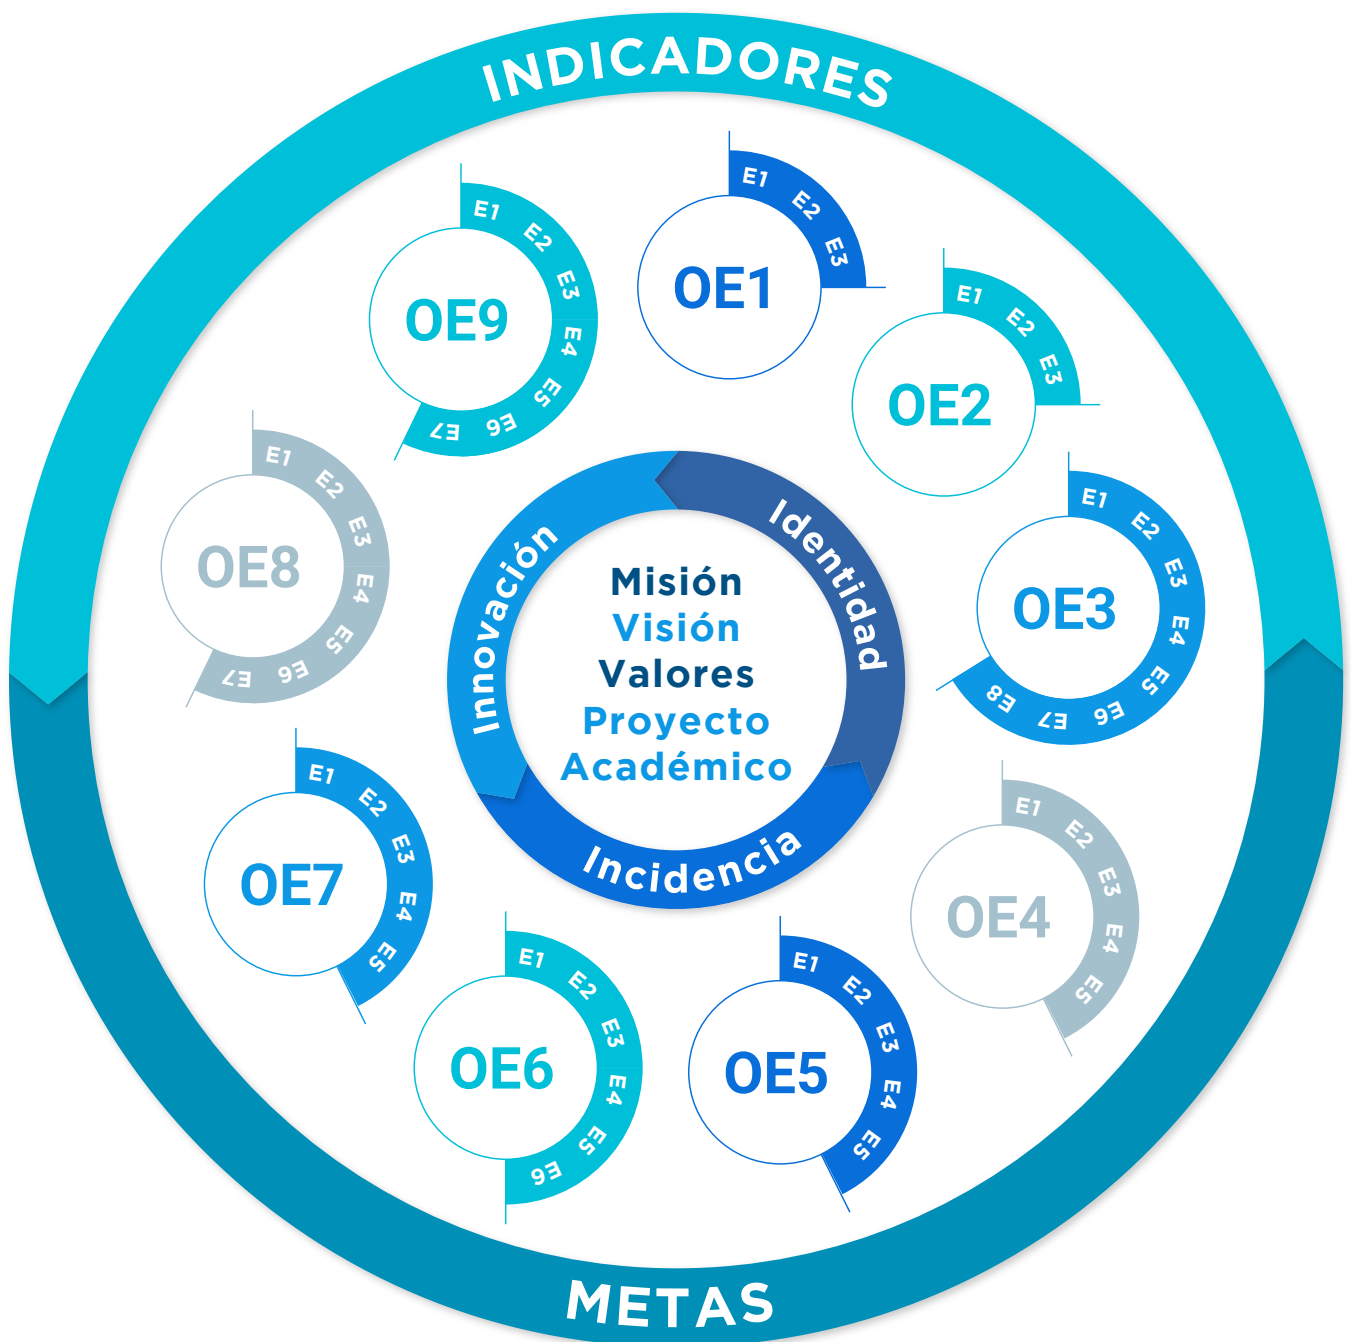 INDICADORES
OE1
E1
E2
E3
OE2
E1
E2
E3
OE3
E1
E2
E3
E4
E5
E6
E7
E8
OE4
E1
E2
E3
E4
E5
OE5
E1
E2
E3
E4
E5
OE6
E1
E2
E3
E4
E5
E6
OE7
E1
E2
E3
E4
E5
OE8
E1
E2
E3
E4
E5
E6
E7
OE9
E1
E2
E3
E4
E5
E6
E7
Identidad
Incidencia
Innovación
Misión
Visión
Valores
Proyecto
Académico
METAS